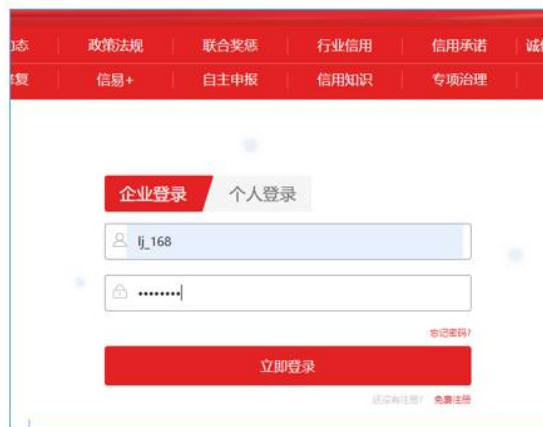 政策法规 联合奖惩 行业信用 信用承诺
信易+ 自主申报 信用知识 专项治理
企业登录 个人登录
lj_168
••••••••
忘记密码?
立即登录
还没有注册? 免费注册